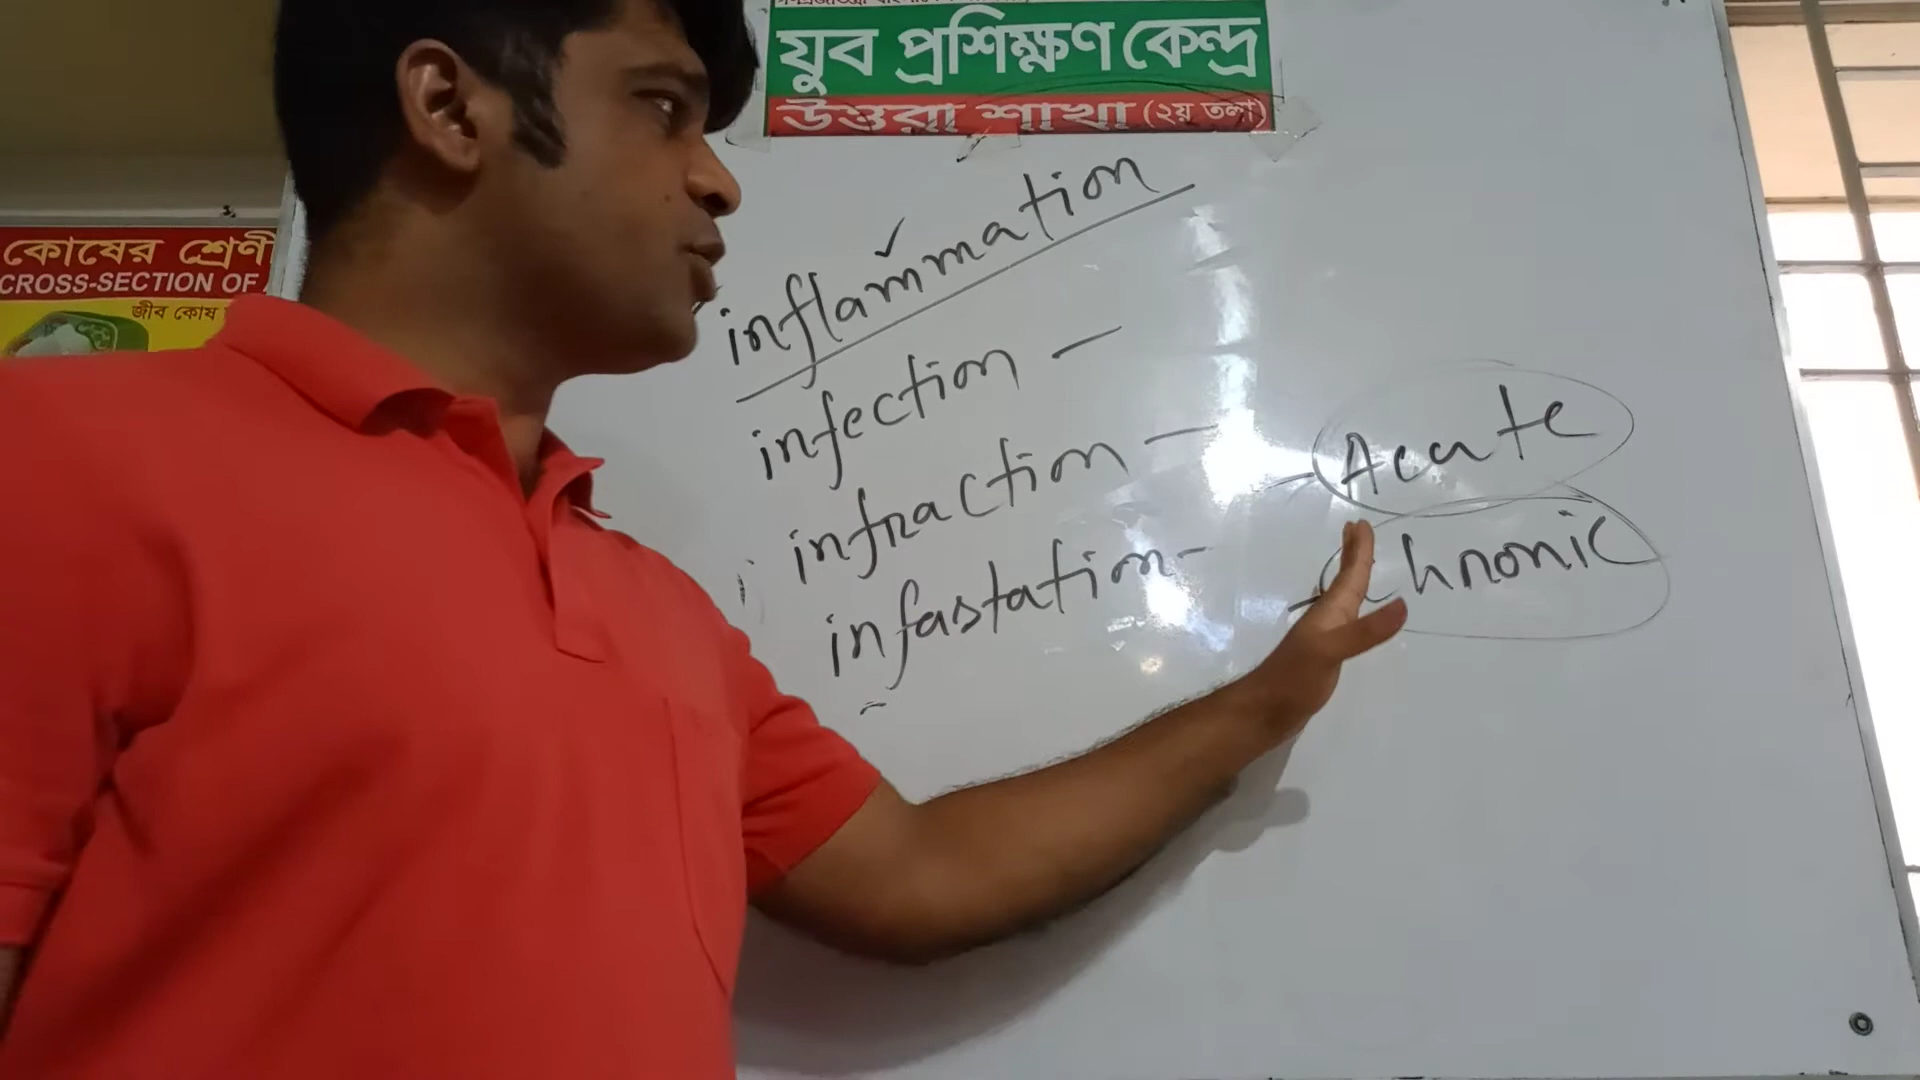 যুব প্রশিক্ষণ কেন্দ্র
উত্তরা শাখা (২য় তলা)
কোষের শ্রেণী
CROSS-SECTION OF
জীব কোষ
inflammation
infection -
infraction -
infastation-
- Acute
- Chronic